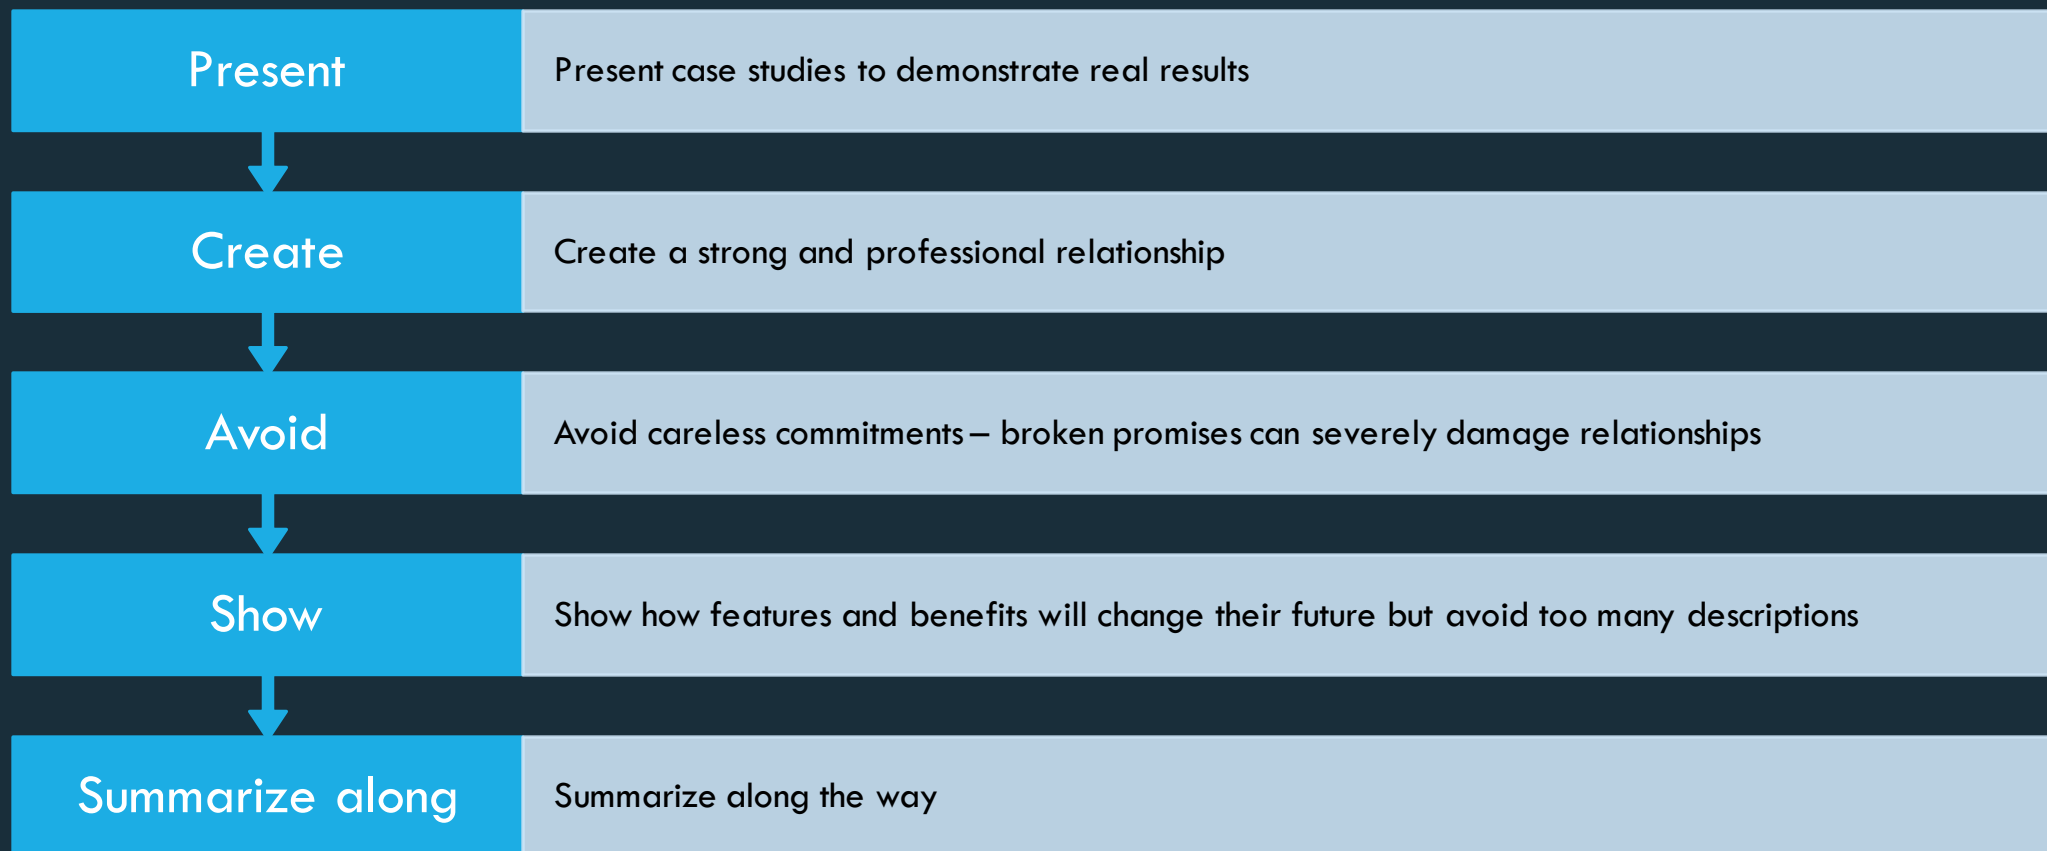 Present
Present case studies to demonstrate real results
Create
Create a strong and professional relationship
Avoid
Avoid careless commitments – broken promises can severely damage relationships
Show
Show how features and benefits will change their future but avoid too many descriptions
Summarize along
Summarize along the way